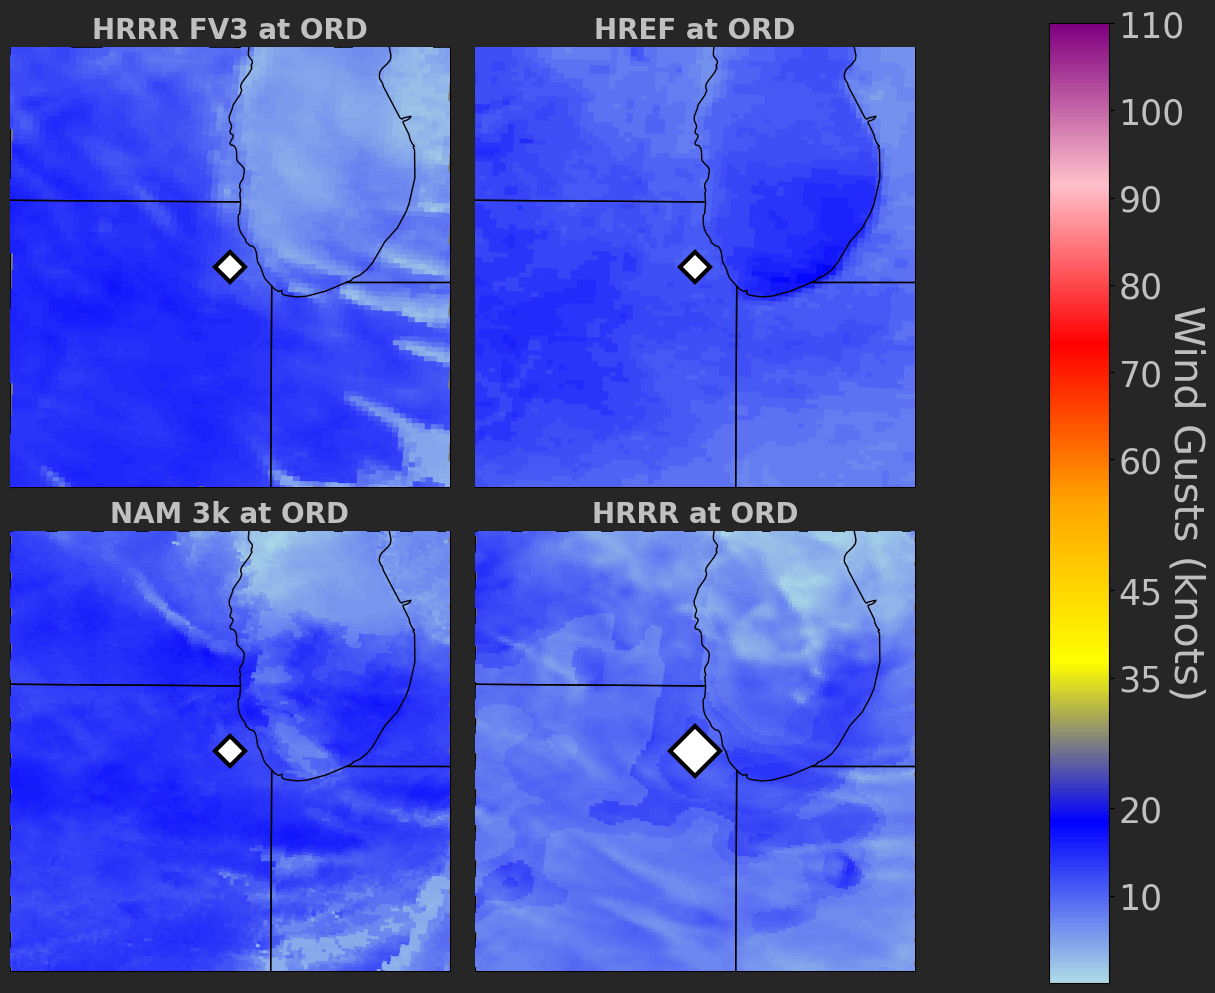 HRRR FV3 at ORD
HREF at ORD
NAM 3k at ORD
HRRR at ORD
110
100
90
80
70
60
45
35
20
10
Wind Gusts (knots)